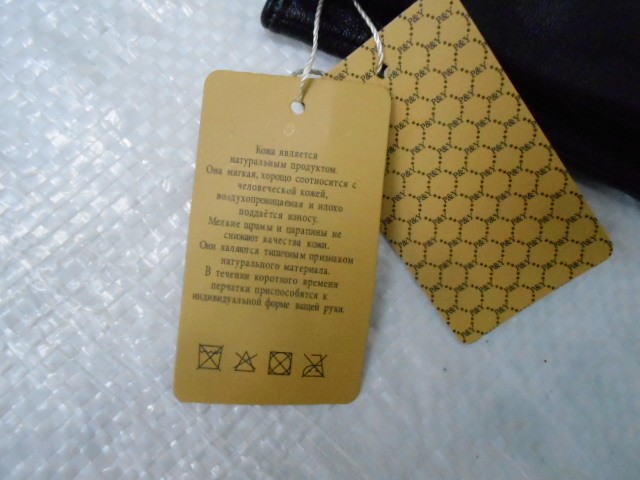 Кожа является
натуральным продуктом.
Она мягкая, хорошо соотносится с
человеческой кожей,
воздухопроницаемая и плохо
поддаётся износу.
Мелкие шрамы и царапины не
снижают качества кожи.
Они каляются типичным признаком
натурального материала.
В течении короткого времени
перчатки приспособятся к
индивидуальной форме вашей руки.
P&Y